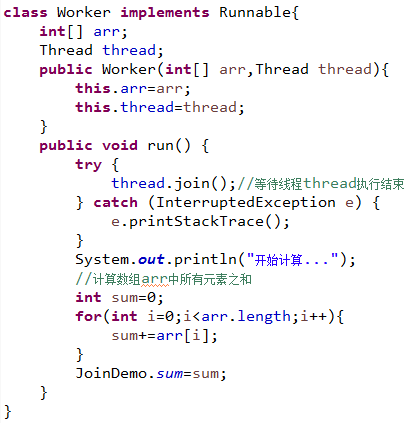 class Worker implements Runnable{
    int[] arr;
    Thread thread;
    public Worker(int[] arr,Thread thread){
        this.arr=arr;
        this.thread=thread;
    }
    public void run() {
        try {
            thread.join();//等待线程thread执行结束
        } catch (InterruptedException e) {
            e.printStackTrace();
        }
        System.out.println("开始计算...");
        //计算数组arr中所有元素之和
        int sum=0;
        for(int i=0;i<arr.length;i++){
            sum+=arr[i];
        }
        JoinDemo.sum=sum;
    }
}